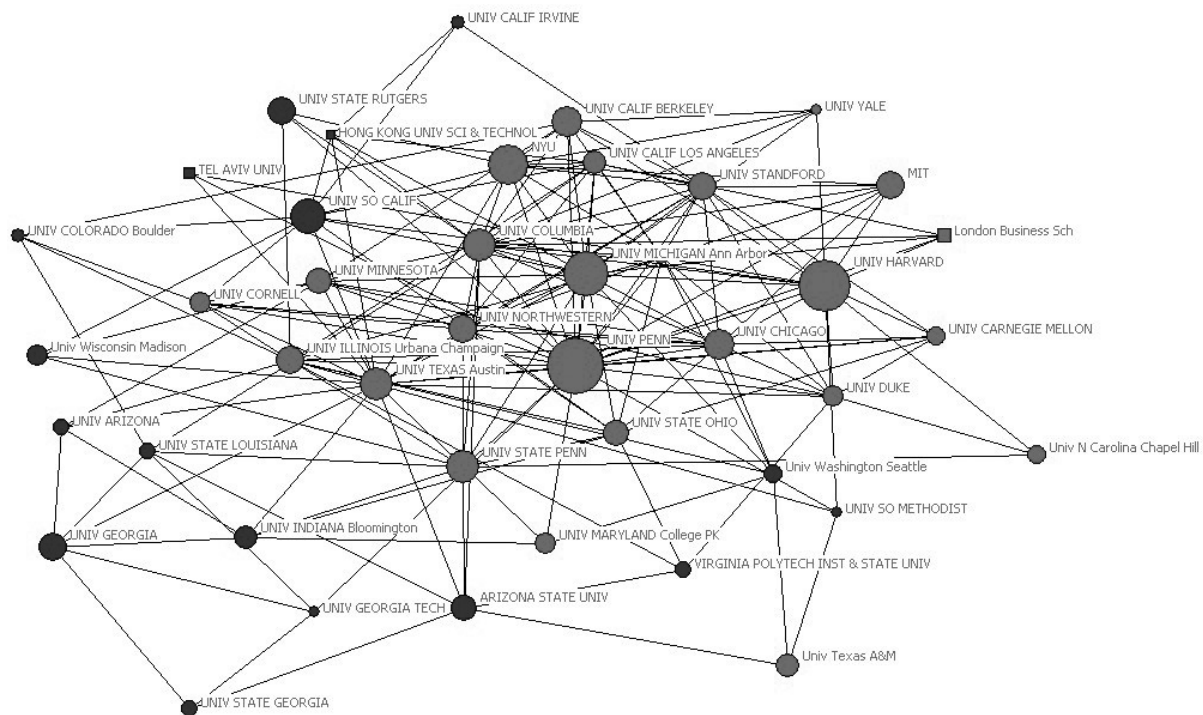 UNIV CALIF IRVINE
UNIV STATE RUTGERS
UNIV CALIF BERKELEY
UNIV YALE
HONG KONG UNIV SCI & TECHNOL
NYU
UNIV CALIF LOS ANGELES
TEL AVIV UNIV
UNIV STANDFORD
MIT
UNIV SO CALIF
UNIV COLORADO Boulder
UNIV COLUMBIA
London Business Sch
UNIV MICHIGAN Ann Arbor
UNIV HARVARD
UNIV MINNESOTA
UNIV CORNELL
UNIV NORTHWESTERN
UNIV CHICAGO
UNIV CARNEGIE MELLON
Univ Wisconsin Madison
UNIV ILLINOIS Urbana Champaign
UNIV PENN
UNIV TEXAS Austin
UNIV DUKE
UNIV ARIZONA
UNIV STATE OHIO
UNIV STATE LOUISIANA
UNIV STATE PENN
Univ N Carolina Chapel Hill
Univ Washington Seattle
UNIV SO METHODIST
UNIV GEORGIA
UNIV INDIANA Bloomington
UNIV MARYLAND College PK
VIRGINIA POLYTECH INST & STATE UNIV
UNIV GEORGIA TECH
ARIZONA STATE UNIV
Univ Texas A&M
UNIV STATE GEORGIA